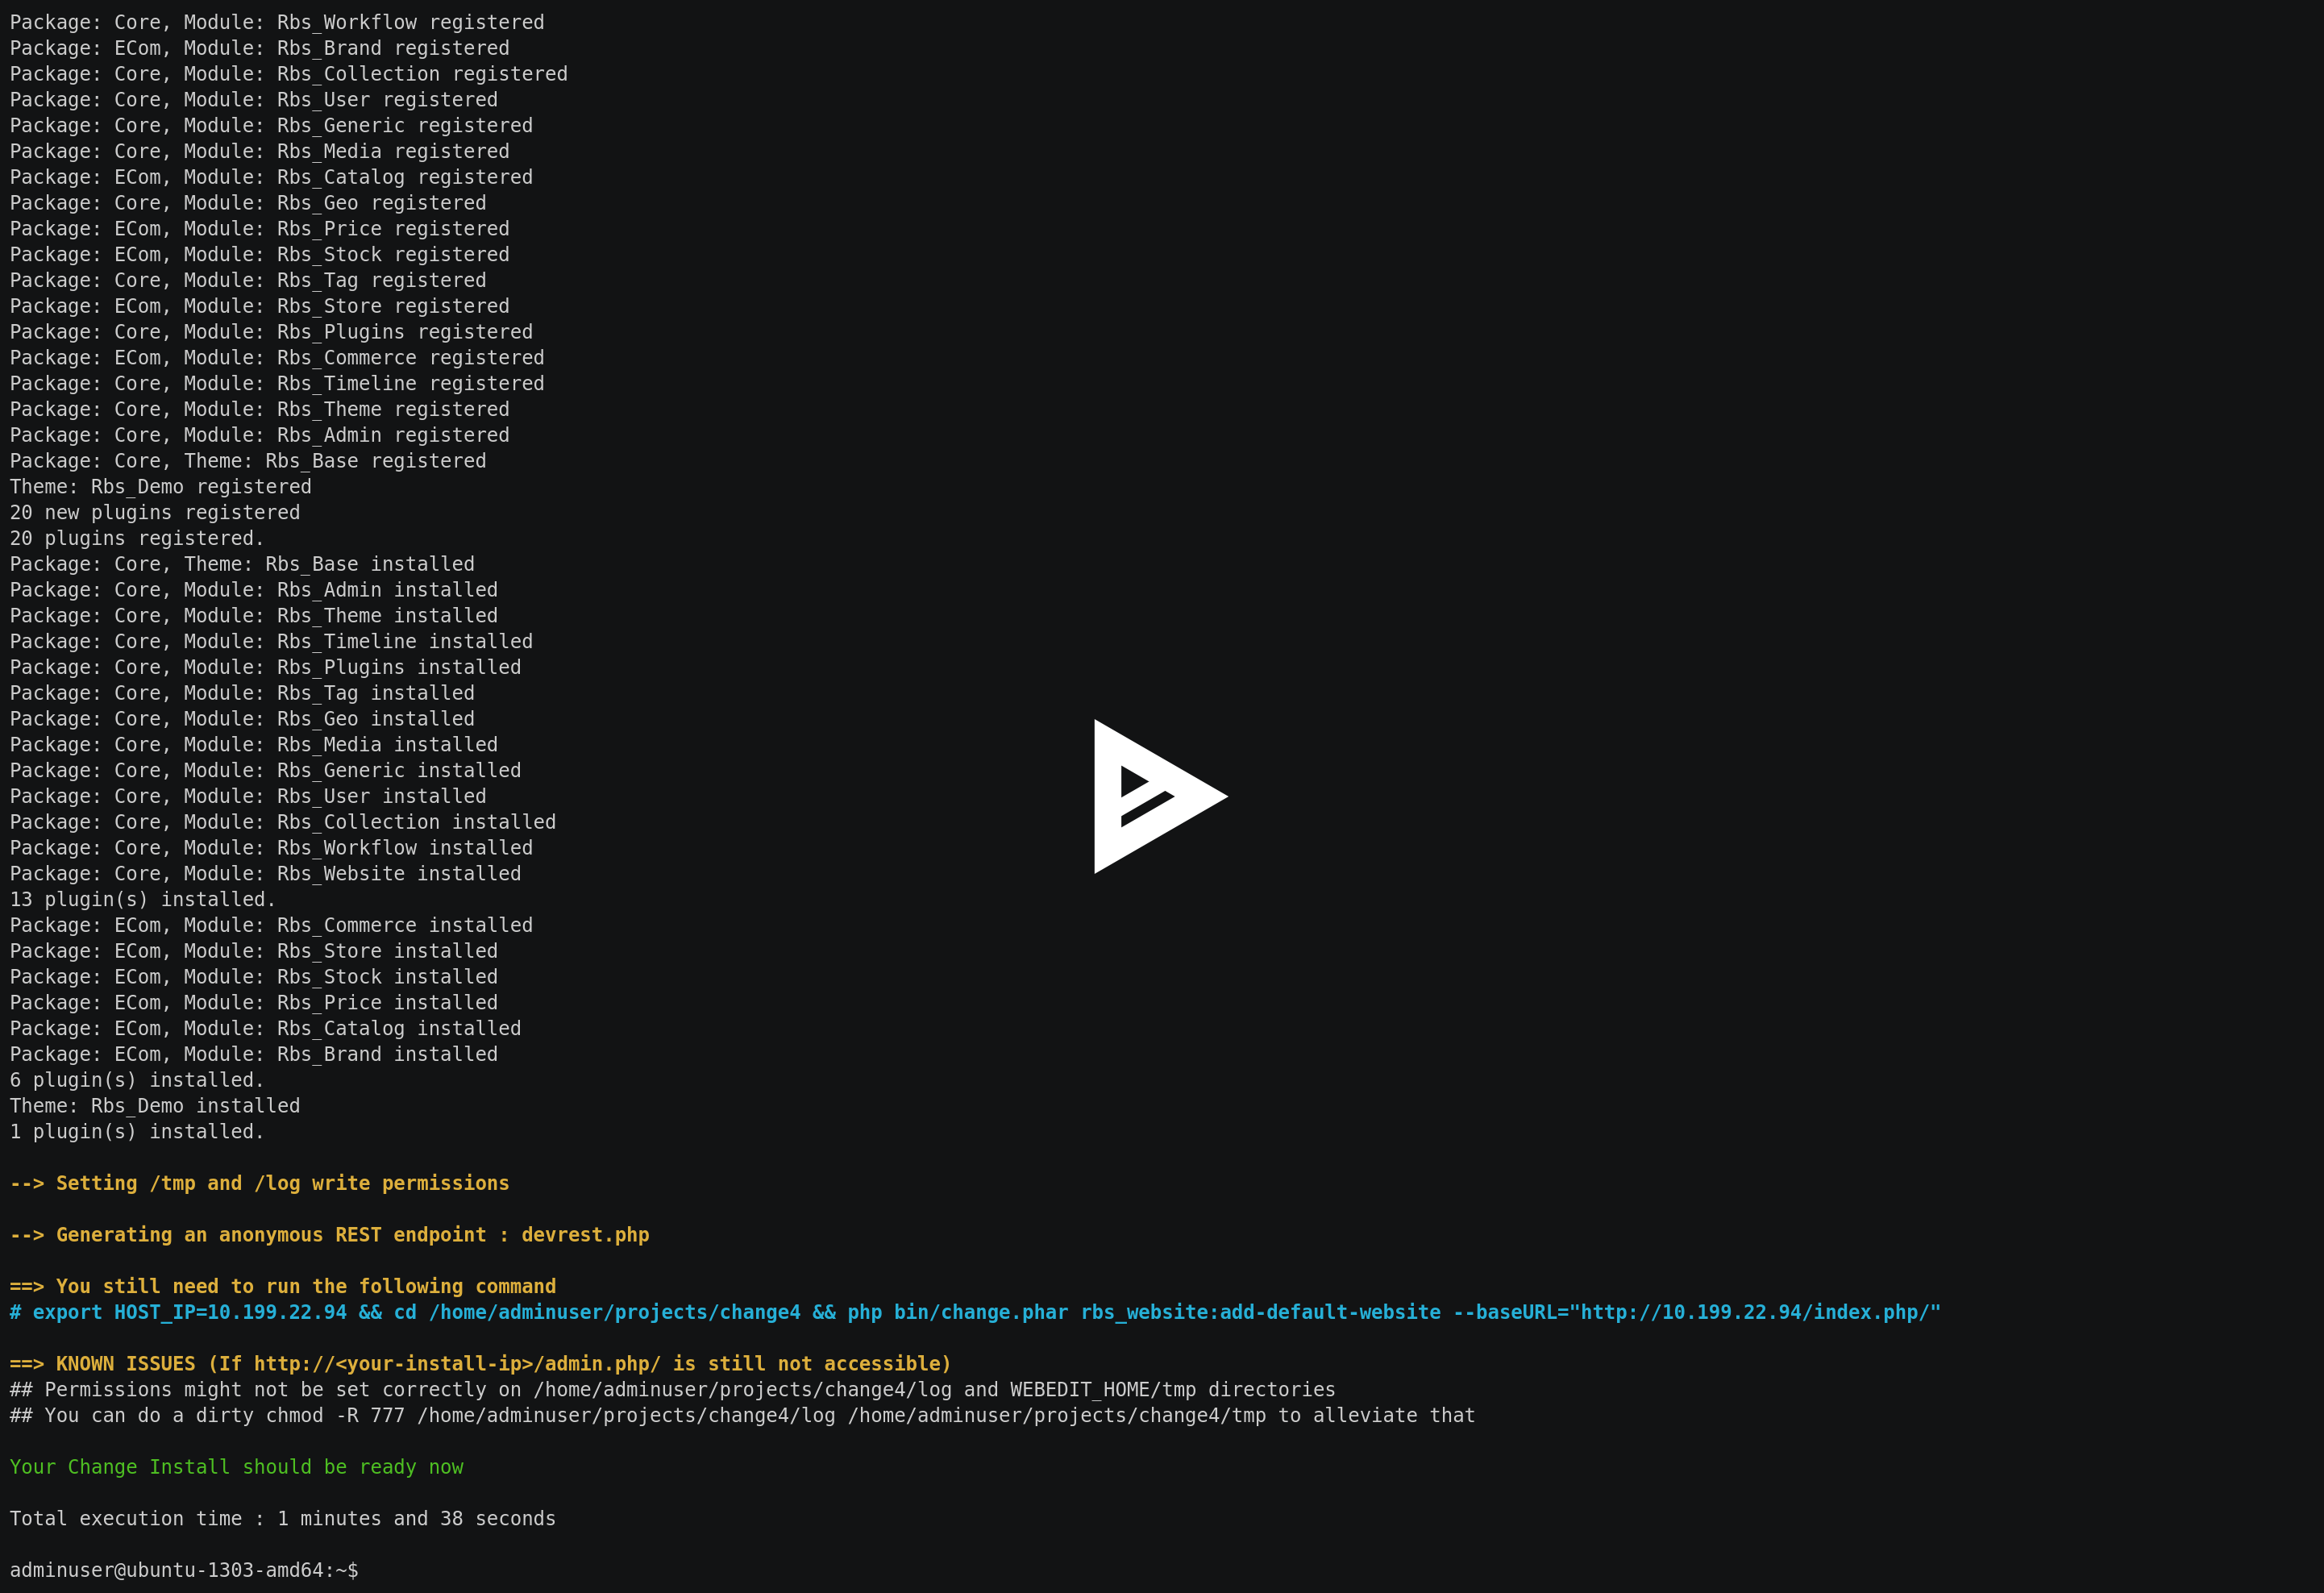 Package: Core, Module: Rbs_Workflow registered
Package: ECom, Module: Rbs_Brand registered
Package: Core, Module: Rbs_Collection registered
Package: Core, Module: Rbs_User registered
Package: Core, Module: Rbs_Generic registered
Package: Core, Module: Rbs_Media registered
Package: ECom, Module: Rbs_Catalog registered
Package: Core, Module: Rbs_Geo registered
Package: ECom, Module: Rbs_Price registered
Package: ECom, Module: Rbs_Stock registered
Package: Core, Module: Rbs_Tag registered
Package: ECom, Module: Rbs_Store registered
Package: Core, Module: Rbs_Plugins registered
Package: ECom, Module: Rbs_Commerce registered
Package: Core, Module: Rbs_Timeline registered
Package: Core, Module: Rbs_Theme registered
Package: Core, Module: Rbs_Admin registered
Package: Core, Theme: Rbs_Base registered
Theme: Rbs_Demo registered
20 new plugins registered
20 plugins registered.
Package: Core, Theme: Rbs_Base installed
Package: Core, Module: Rbs_Admin installed
Package: Core, Module: Rbs_Theme installed
Package: Core, Module: Rbs_Timeline installed
Package: Core, Module: Rbs_Plugins installed
Package: Core, Module: Rbs_Tag installed
Package: Core, Module: Rbs_Geo installed
Package: Core, Module: Rbs_Media installed
Package: Core, Module: Rbs_Generic installed
Package: Core, Module: Rbs_User installed
Package: Core, Module: Rbs_Collection installed
Package: Core, Module: Rbs_Workflow installed
Package: Core, Module: Rbs_Website installed
13 plugin(s) installed.
Package: ECom, Module: Rbs_Commerce installed
Package: ECom, Module: Rbs_Store installed
Package: ECom, Module: Rbs_Stock installed
Package: ECom, Module: Rbs_Price installed
Package: ECom, Module: Rbs_Catalog installed
Package: ECom, Module: Rbs_Brand installed
6 plugin(s) installed.
Theme: Rbs_Demo installed
1 plugin(s) installed.
--> Setting /tmp and /log write permissions
--> Generating an anonymous REST endpoint : devrest.php
==> You still need to run the following command
# export HOST_IP=10.199.22.94 && cd /home/adminuser/projects/change4 && php bin/change.phar rbs_website:add-default-website --baseURL="http://10.199.22.94/index.php/"
==> KNOWN ISSUES (If http://<your-install-ip>/admin.php/ is still not accessible)
## Permissions might not be set correctly on /home/adminuser/projects/change4/log and WEBEDIT_HOME/tmp directories
## You can do a dirty chmod -R 777 /home/adminuser/projects/change4/log /home/adminuser/projects/change4/tmp to alleviate that
Your Change Install should be ready now
Total execution time : 1 minutes and 38 seconds
adminuser@ubuntu-1303-amd64:~$